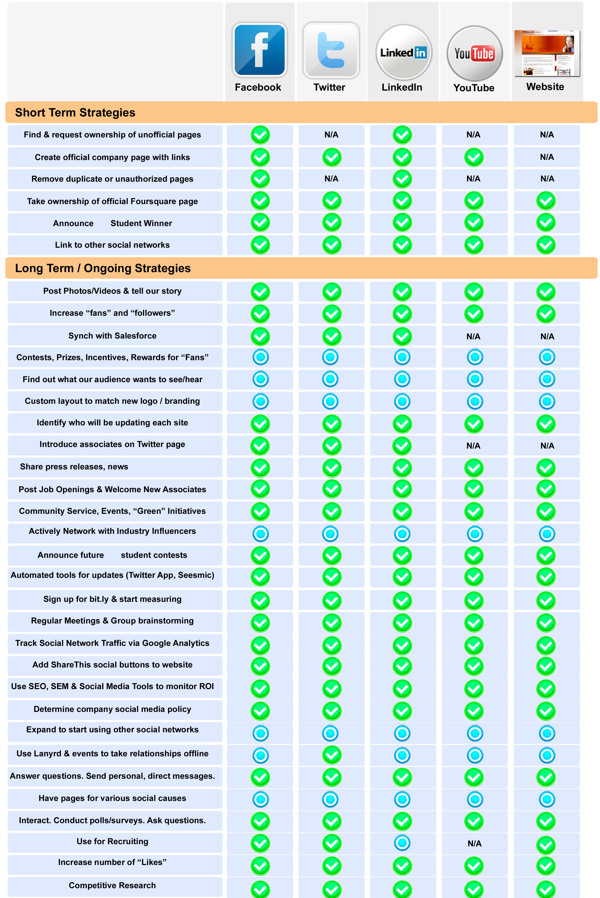 f
t
Linked in
You Tube
Facebook Twitter LinkedIn YouTube Website
Short Term Strategies
Find & request ownership of unofficial pages N/A N/A N/A
Create official company page with links N/A
Remove duplicate or unauthorized pages N/A N/A N/A
Take ownership of official Foursquare page
Announce Student Winner
Link to other social networks
Long Term / Ongoing Strategies
Post Photos/Videos & tell our story
Increase “fans” and “followers”
Synch with Salesforce N/A N/A
Contests, Prizes, Incentives, Rewards for “Fans”
Find out what our audience wants to see/hear
Custom layout to match new logo / branding
Identify who will be updating each site
Introduce associates on Twitter page N/A N/A
Share press releases, news
Post Job Openings & Welcome New Associates
Community Service, Events, “Green” Initiatives
Actively Network with Industry Influencers
Announce future student contests
Automated tools for updates (Twitter App, Seesmic)
Sign up for bit.ly & start measuring
Regular Meetings & Group brainstorming
Track Social Network Traffic via Google Analytics
Add ShareThis social buttons to website
Use SEO, SEM & Social Media Tools to monitor ROI
Determine company social media policy
Expand to start using other social networks
Use Lanyrd & events to take relationships offline
Answer questions. Send personal, direct messages.
Have pages for various social causes
Interact. Conduct polls/surveys. Ask questions.
Use for Recruiting N/A
Increase number of “Likes”
Competitive Research